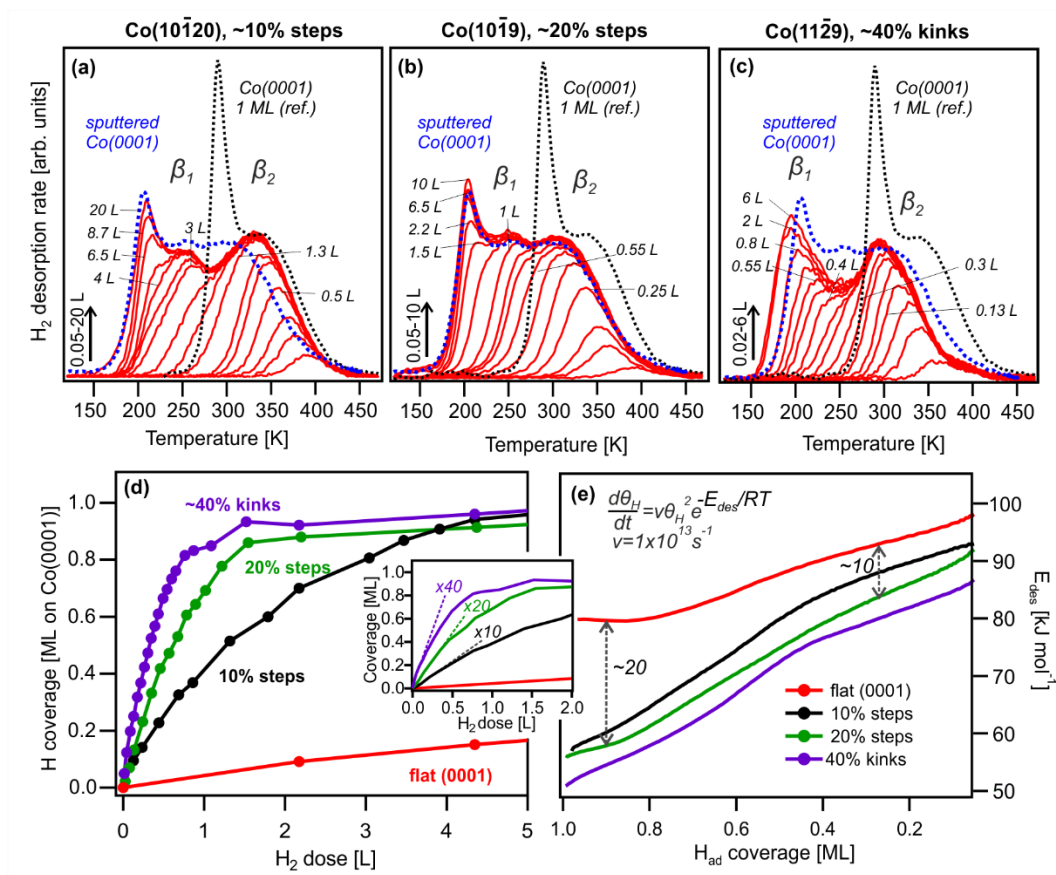 Co(101̄20), ~10% steps
Co(101̄9), ~20% steps
Co(112̄9), ~40% kinks
H₂ desorption rate [arb. units]
(a)
Co(0001)
1 ML (ref.)
sputtered
Co(0001)
β₁
β₂
20 L
8.7 L
6.5 L
4 L
3 L
1.3 L
0.5 L
0.05-20 L
150 200 250 300 350 400 450
Temperature [K]
(b)
Co(0001)
1 ML (ref.)
sputtered
Co(0001)
β₁
β₂
10 L
6.5 L
2.2 L
1.5 L
1 L
0.55 L
0.25 L
0.05-10 L
150 200 250 300 350 400 450
Temperature [K]
(c)
Co(0001)
1 ML (ref.)
sputtered
Co(0001)
β₁
β₂
6 L
2 L
0.8 L
0.55 L
0.4 L
0.3 L
0.13 L
0.02-6 L
150 200 250 300 350 400 450
Temperature [K]
(d)
H coverage [ML on Co(0001)]
1.0
0.8
0.6
0.4
0.2
0.0
~40% kinks
20% steps
10% steps
flat (0001)
0 1 2 3 4 5
H₂ dose [L]
Coverage [ML]
1.0
0.8
0.6
0.4
0.2
0.0
x40
x20
x10
0.0 0.5 1.0 1.5 2.0
H₂ dose [L]
(e)
dθ_H/dt = νθ_H² e^-E_des/RT
ν=1x10¹³s⁻¹
~10
~20
flat (0001)
10% steps
20% steps
40% kinks
100
90
80
70
60
50
E_des [kJ mol⁻¹]
1.0 0.8 0.6 0.4 0.2
H_ad coverage [ML]